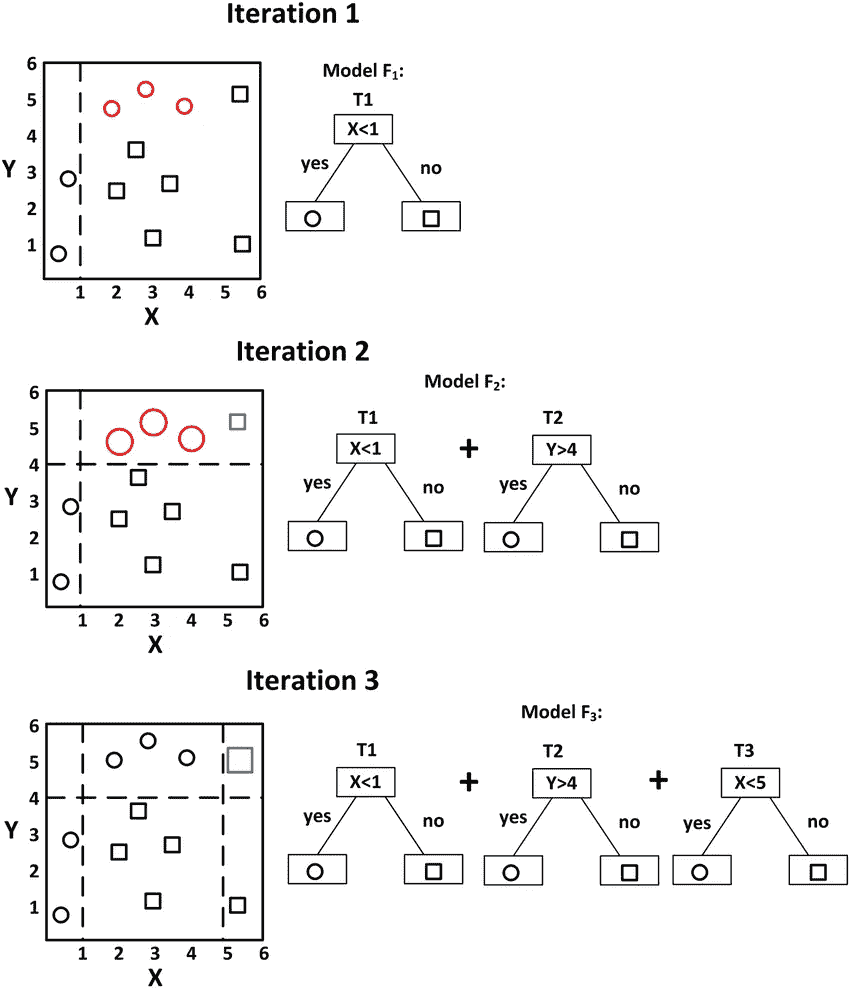 Iteration 1
6
5
4
3
2
1
Y
1 2 3 4 5 6
X
Model F₁:
T1
X<1
yes no
Iteration 2
6
5
4
3
2
1
Y
1 2 3 4 5 6
X
Model F₂:
T1 T2
X<1 + Y>4
yes no yes no
Iteration 3
6
5
4
3
2
1
Y
1 2 3 4 5 6
X
Model F₃:
T1 T2 T3
X<1 + Y>4 + X<5
yes no yes no yes no